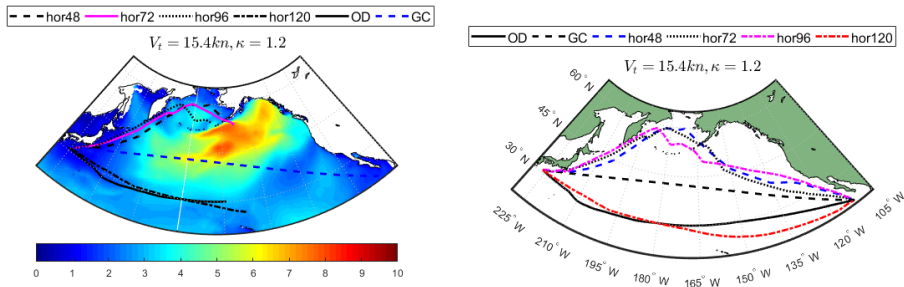 hor48 hor72 hor96 hor120 OD GC
V_t = 15.4kn, κ = 1.2
0 1 2 3 4 5 6 7 8 9 10
OD GC hor48 hor72 hor96 hor120
V_t = 15.4kn, κ = 1.2
60° N
45° N
30° N
225° W
210° W
195° W
180° W
165° W
150° W
135° W
120° W
105° W